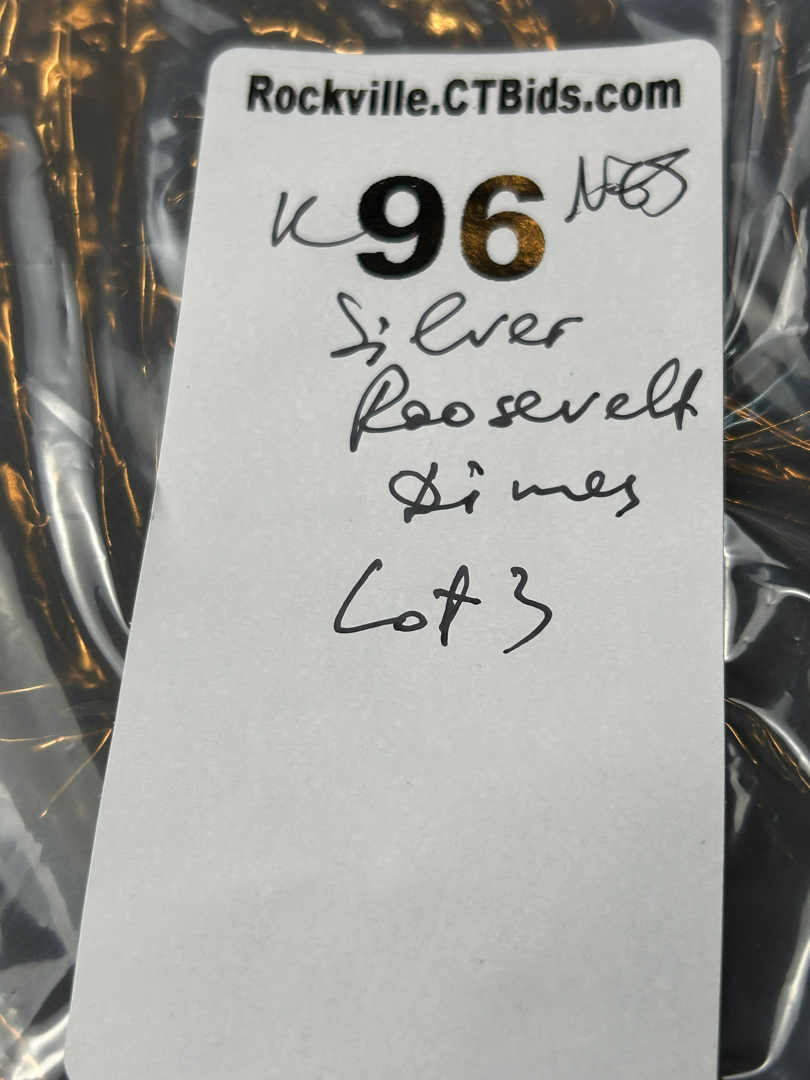 Rockville.CTBids.com
K 96
Silver
Roosevelt
Dimes
Lot 3